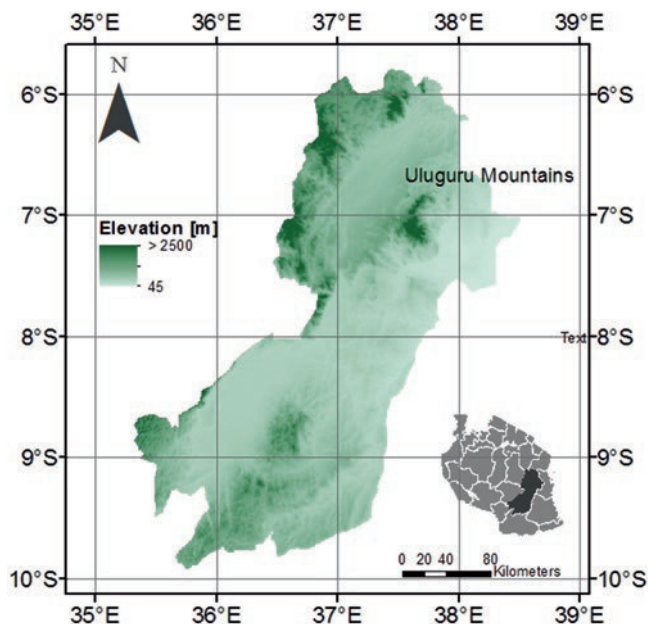 35°E 36°E 37°E 38°E 39°E
N
6°S 6°S
Uluguru Mountains
7°S 7°S
Elevation [m]
> 2500
45
8°S Text 8°S
9°S 9°S
0 20 40 80
Kilometers
10°S 10°S
35°E 36°E 37°E 38°E 39°E